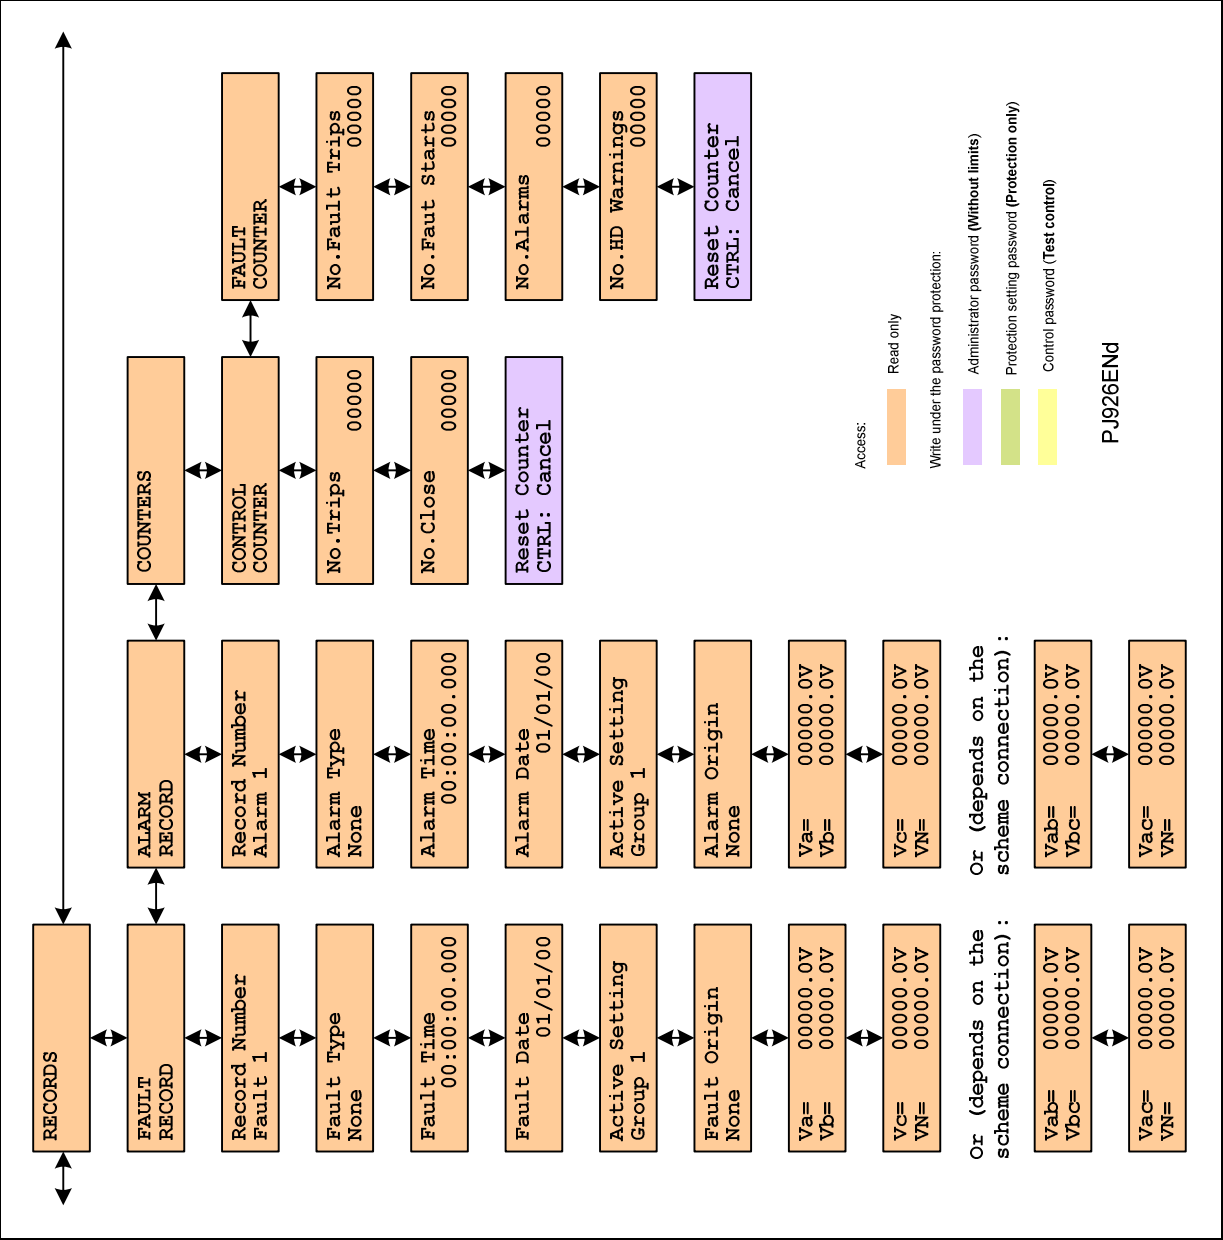 RECORDS
FAULT
RECORD
Record Number
Fault 1
Fault Type
None
Fault Time
00:00:00.000
Fault Date
01/01/00
Active Setting
Group 1
Fault Origin
None
Va= 00000.0V
Vb= 00000.0V
Vc= 00000.0V
VN= 00000.0V
Or (depends on the
scheme connection):
Vab= 00000.0V
Vbc= 00000.0V
Vac= 00000.0V
VN= 00000.0V
ALARM
RECORD
Record Number
Alarm 1
Alarm Type
None
Alarm Time
00:00:00.000
Alarm Date
01/01/00
Active Setting
Group 1
Alarm Origin
None
Va= 00000.0V
Vb= 00000.0V
Vc= 00000.0V
VN= 00000.0V
Or (depends on the
scheme connection):
Vab= 00000.0V
Vbc= 00000.0V
Vac= 00000.0V
VN= 00000.0V
COUNTERS
CONTROL
COUNTER
No.Trips
00000
No.Close
00000
Reset Counter
CTRL: Cancel
FAULT
COUNTER
No.Fault Trips
00000
No.Faut Starts
00000
No.Alarms
00000
No.HD Warnings
00000
Reset Counter
CTRL: Cancel
Access:
Read only
Write under the password protection:
Administrator password (Without limits)
Protection setting password (Protection only)
Control password (Test control)
PJ926ENd